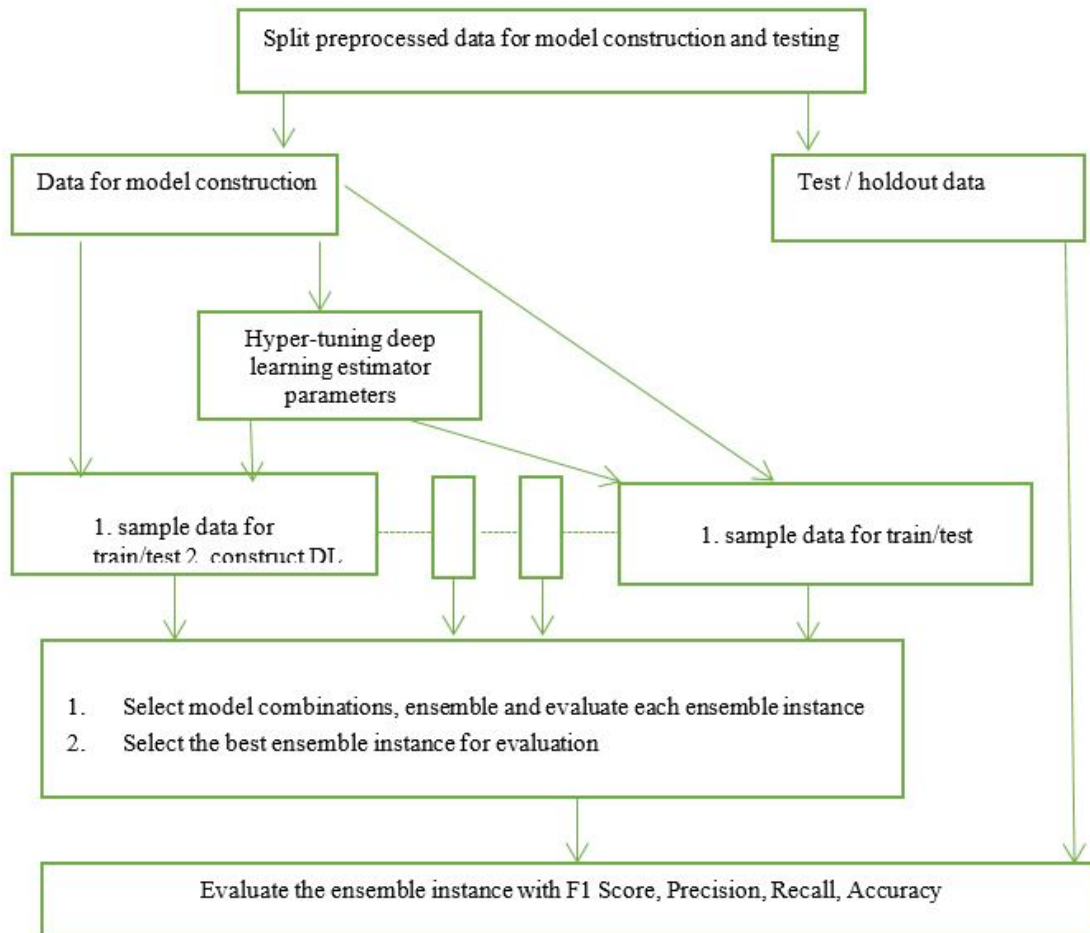 Split preprocessed data for model construction and testing
Data for model construction
Test / holdout data
Hyper-tuning deep
learning estimator
parameters
1. sample data for
train/test 2. construct DL
1. sample data for train/test
1. Select model combinations, ensemble and evaluate each ensemble instance
2. Select the best ensemble instance for evaluation
Evaluate the ensemble instance with F1 Score, Precision, Recall, Accuracy